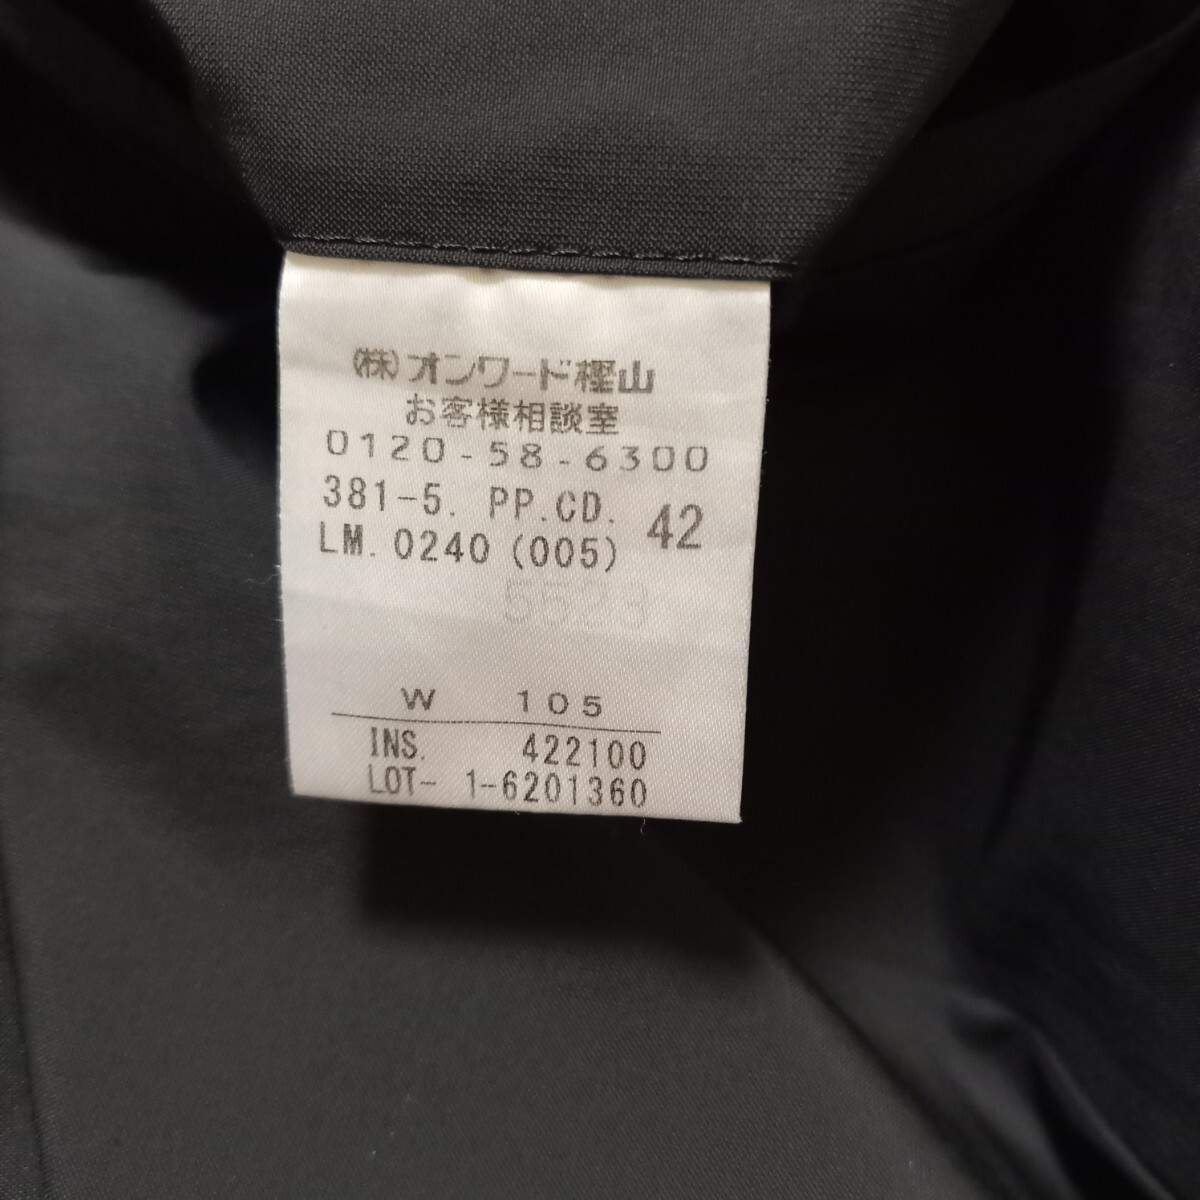 (株)オンワード樫山
お客様相談室
0120-58-6300
381-5. PP.CD. 42
LM. 0240 (005)
5523
W 105
INS. 422100
LOT- 1-6201360